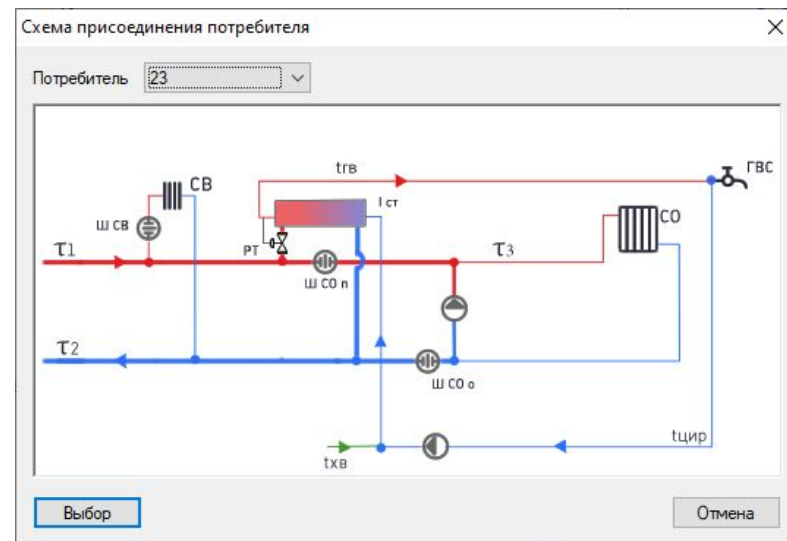 Схема присоединения потребителя
Потребитель 23
tгв
ГВС
СВ
I ст
СО
Ш СВ
РТ
τ1
τ3
Ш СО п
τ2
Ш СО о
tцир
tхв
Выбор
Отмена